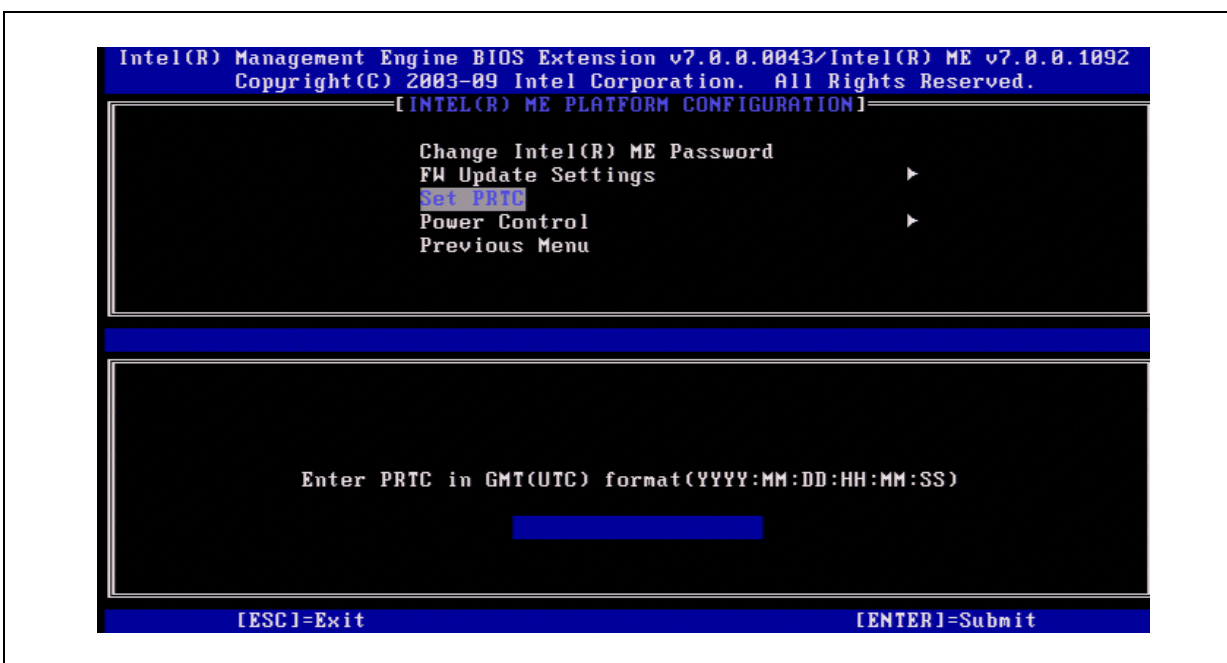 Intel(R) Management Engine BIOS Extension v7.0.0.0043/Intel(R) ME v7.0.0.1092
Copyright(C) 2003-09 Intel Corporation. All Rights Reserved.
[INTEL(R) ME PLATFORM CONFIGURATION]
Change Intel(R) ME Password
FW Update Settings ►
Set PRTC
Power Control ►
Previous Menu
Enter PRTC in GMT(UTC) format(YYYY:MM:DD:HH:MM:SS)
[ESC]=Exit [ENTER]=Submit